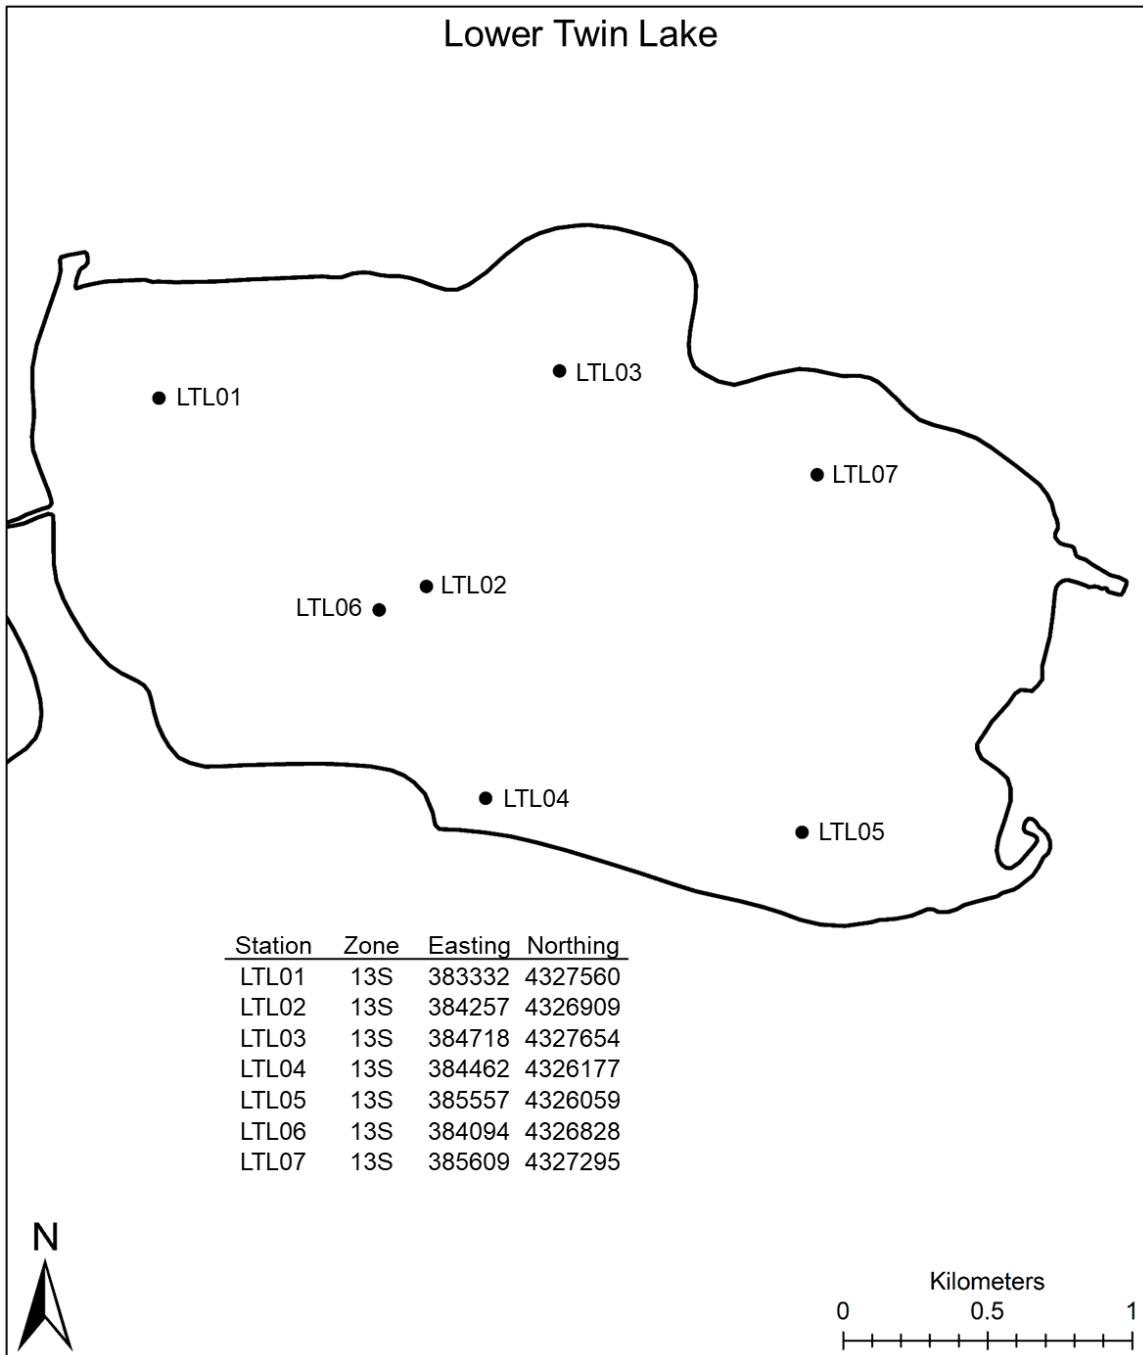 Lower Twin Lake
LTL03
LTL01
LTL07
LTL02
LTL06
LTL04
LTL05
Station Zone Easting Northing
LTL01 13S 383332 4327560
LTL02 13S 384257 4326909
LTL03 13S 384718 4327654
LTL04 13S 384462 4326177
LTL05 13S 385557 4326059
LTL06 13S 384094 4326828
LTL07 13S 385609 4327295
N
Kilometers
0 0.5 1